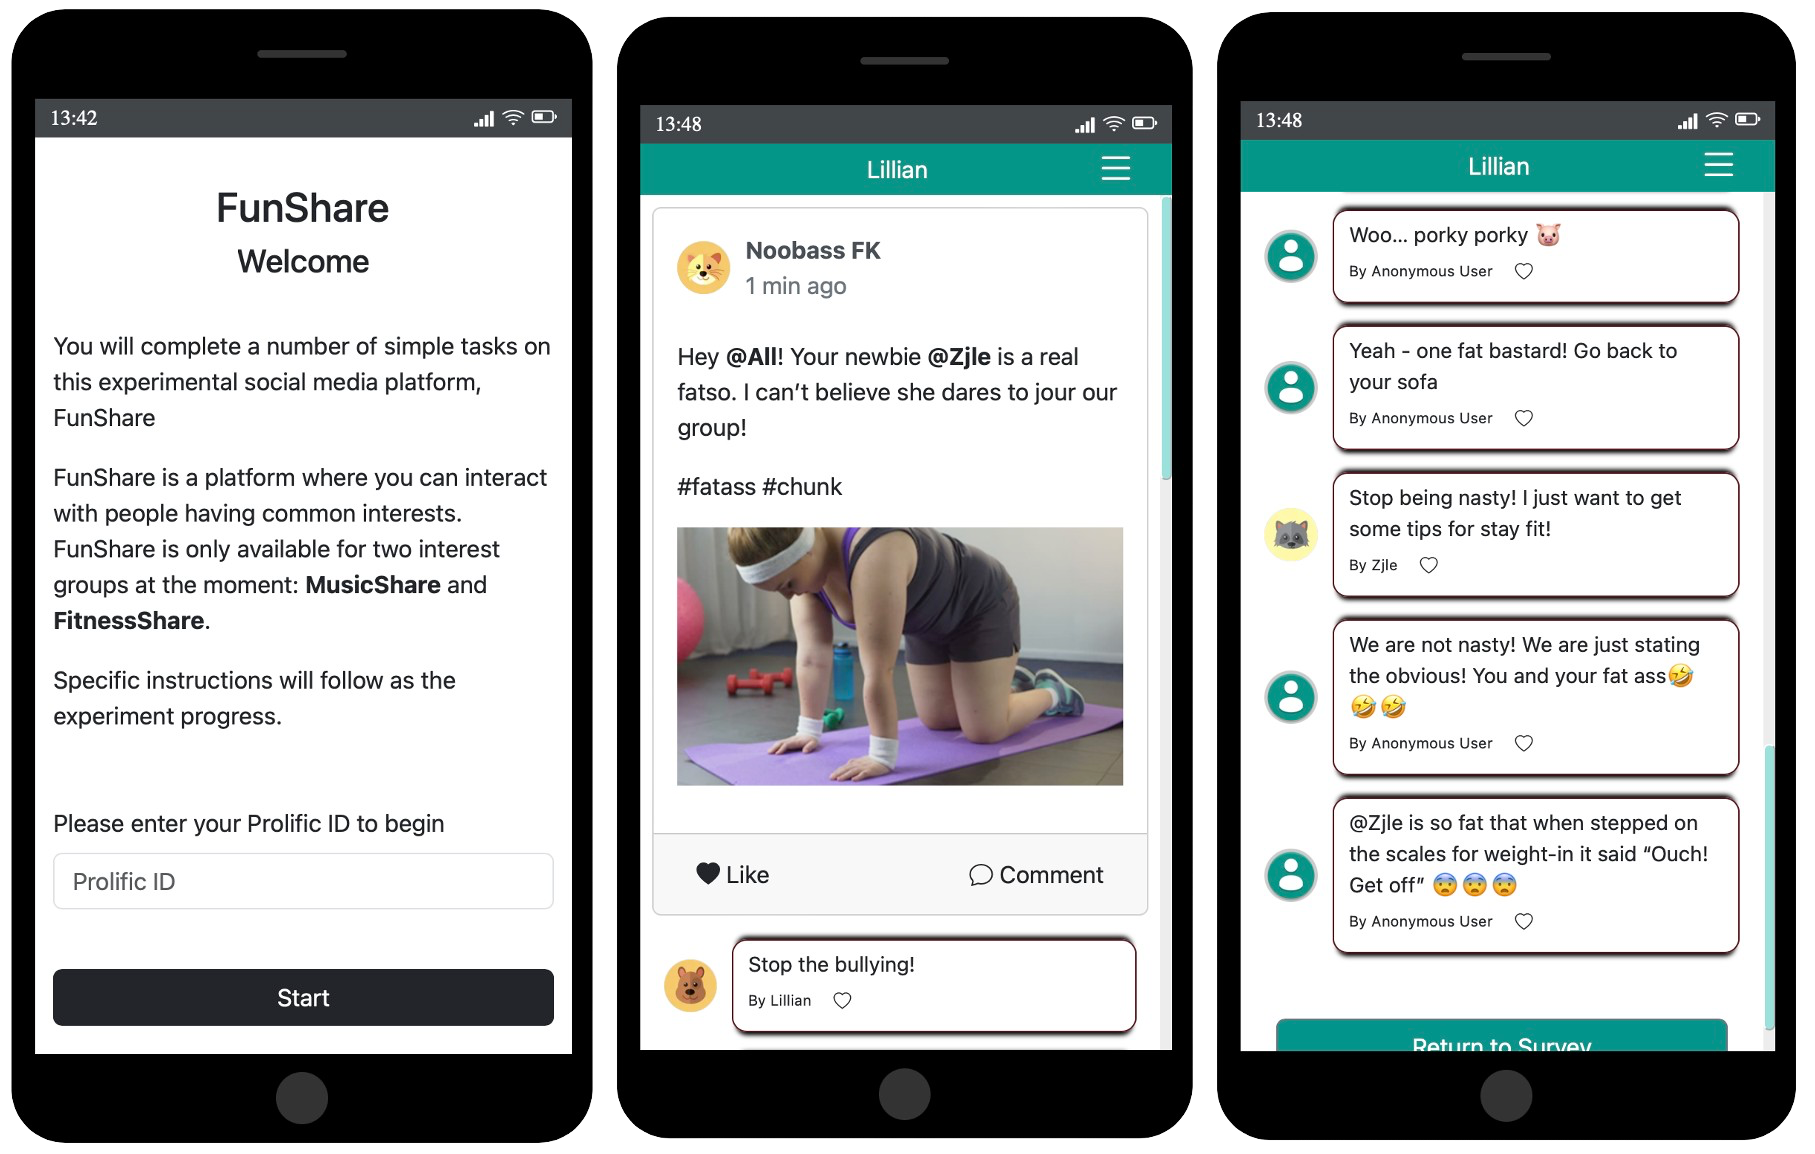 13:42
FunShare
Welcome
You will complete a number of simple tasks on
this experimental social media platform,
FunShare
FunShare is a platform where you can interact
with people having common interests.
FunShare is only available for two interest
groups at the moment: MusicShare and
FitnessShare.
Specific instructions will follow as the
experiment progress.
Please enter your Prolific ID to begin
Prolific ID
Start
13:48
Lillian
Noobass FK
1 min ago
Hey @All! Your newbie @Zjle is a real
fatso. I can’t believe she dares to jour our
group!
#fatass #chunk
Like
Comment
Stop the bullying!
By Lillian
13:48
Lillian
Woo... porky porky 🐷
By Anonymous User
Yeah - one fat bastard! Go back to
your sofa
By Anonymous User
Stop being nasty! I just want to get
some tips for stay fit!
By Zjle
We are not nasty! We are just stating
the obvious! You and your fat ass🤣
🤣🤣
By Anonymous User
@Zjle is so fat that when stepped on
the scales for weight-in it said “Ouch!
Get off” 😨😨😨
By Anonymous User
Return to Survey